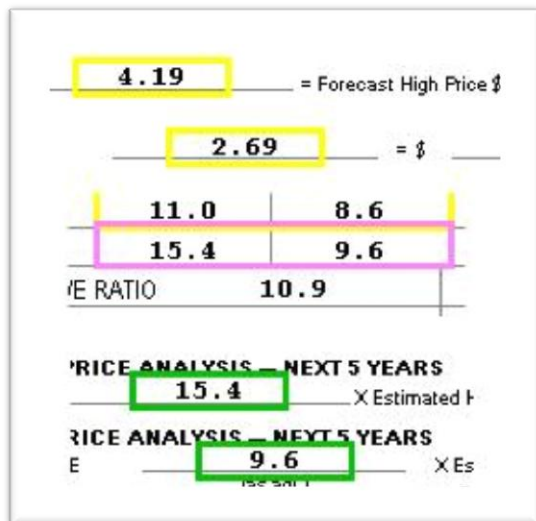 4.19 = Forecast High Price $
2.69 = $
11.0 8.6
15.4 9.6
/E RATIO 10.9
PRICE ANALYSIS — NEXT 5 YEARS
15.4 X Estimated H
RICE ANALYSIS — NEXT 5 YEARS
E 9.6 X Es